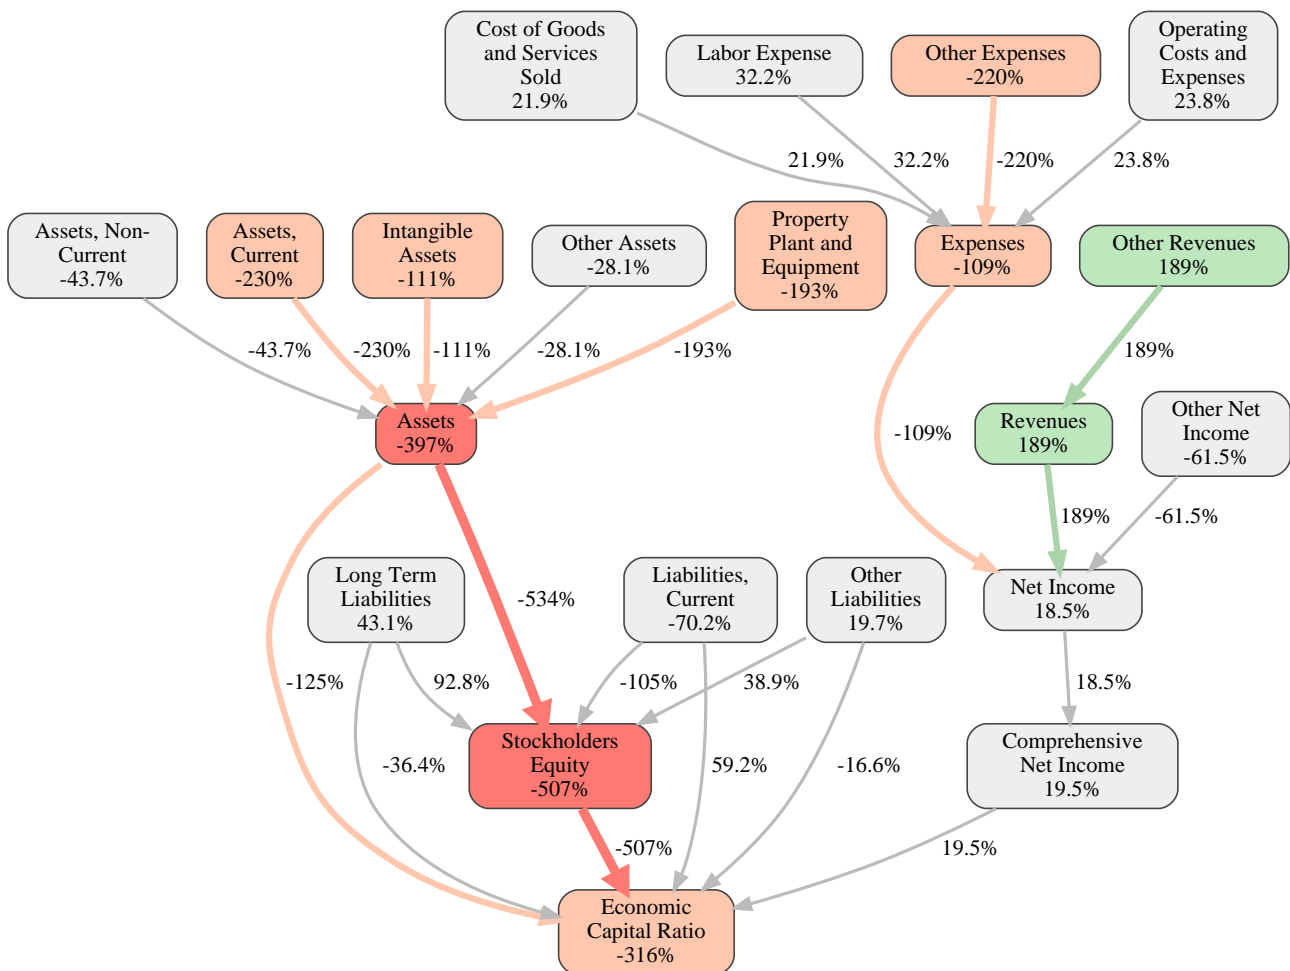 Cost of Goods
and Services
Sold
21.9%
Labor Expense
32.2%
Other Expenses
-220%
Operating
Costs and
Expenses
23.8%
21.9%
32.2%
-220%
23.8%
Assets, Non-
Current
-43.7%
Assets,
Current
-230%
Intangible
Assets
-111%
Other Assets
-28.1%
Property
Plant and
Equipment
-193%
Expenses
-109%
Other Revenues
189%
-43.7%
-230%
-111%
-28.1%
-193%
189%
Assets
-397%
-109%
Revenues
189%
Other Net
Income
-61.5%
189%
-61.5%
Long Term
Liabilities
43.1%
-534%
Liabilities,
Current
-70.2%
Other
Liabilities
19.7%
Net Income
18.5%
-125%
92.8%
-105%
38.9%
18.5%
Stockholders
Equity
-507%
Comprehensive
Net Income
19.5%
-36.4%
59.2%
-16.6%
-507%
19.5%
Economic
Capital Ratio
-316%